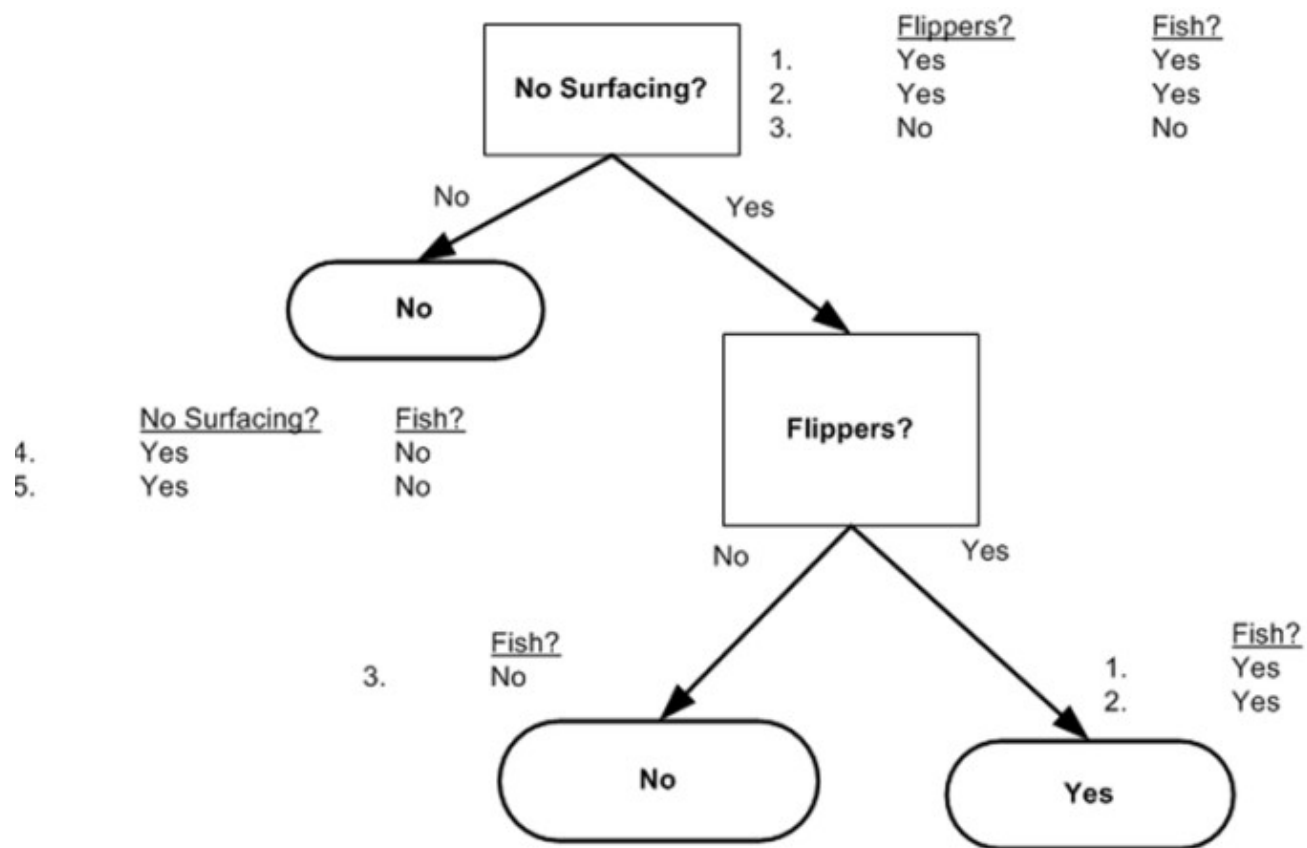 Flippers? Fish?
No Surfacing?
1. Yes Yes
2. Yes Yes
3. No No
No
Yes
No
No Surfacing? Fish?
4. Yes No
5. Yes No
Flippers?
No
Yes
Fish?
3. No
Fish?
1. Yes
2. Yes
No
Yes